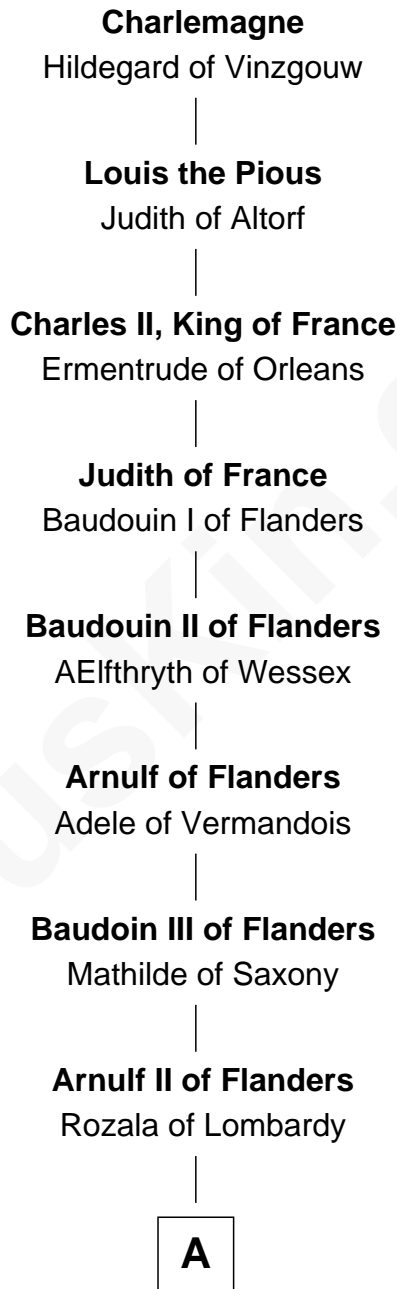 Charlemagne
Hildegard of Vinzgouw
Louis the Pious
Judith of Altorf
Charles II, King of France
Ermentrude of Orleans
Judith of France
Baudouin I of Flanders
Baudouin II of Flanders
AElfthryth of Wessex
Arnulf of Flanders
Adele of Vermandois
Baudoin III of Flanders
Mathilde of Saxony
Arnulf II of Flanders
Rozala of Lombardy
A